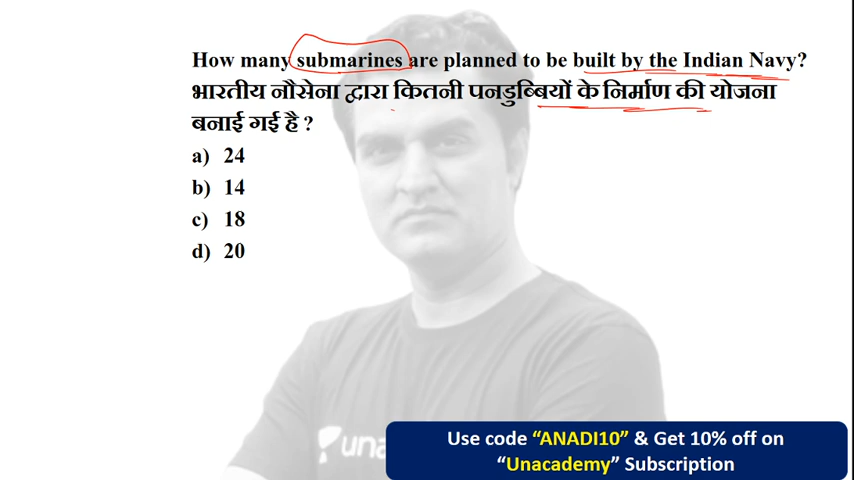 How many submarines are planned to be built by the Indian Navy?
भारतीय नौसेना द्वारा कितनी पनडुब्बियों के निर्माण की योजना
बनाई गई है ?
a) 24
b) 14
c) 18
d) 20
una
Use code “ANADI10” & Get 10% off on
“Unacademy” Subscription